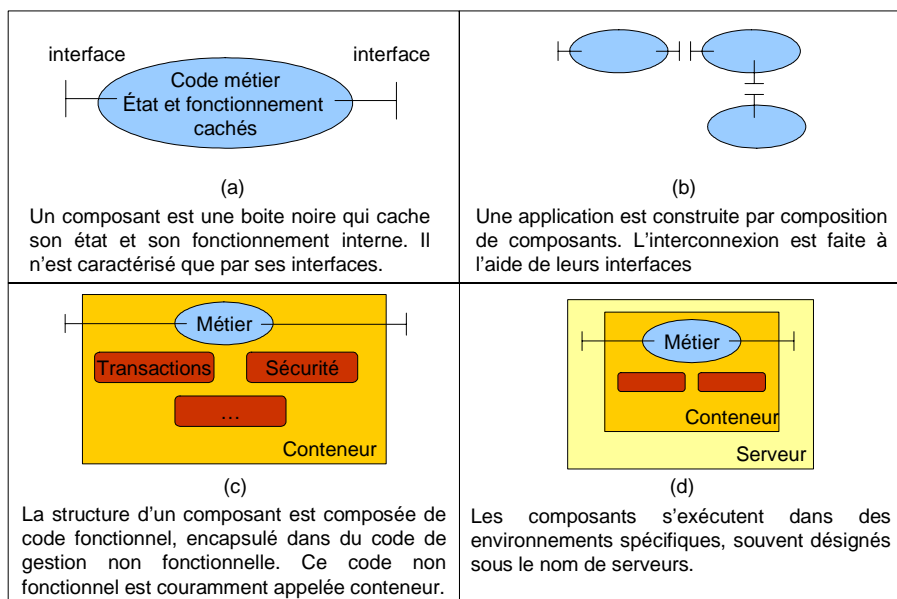 interface
interface
Code métier
État et fonctionnement
cachés
(a)
Un composant est une boite noire qui cache
son état et son fonctionnement interne. Il
n'est caractérisé que par ses interfaces.
(b)
Une application est construite par composition
de composants. L'interconnexion est faite à
l'aide de leurs interfaces
Métier
Transactions
Sécurité
…
Conteneur
(c)
La structure d'un composant est composée de
code fonctionnel, encapsulé dans du code de
gestion non fonctionnelle. Ce code non
fonctionnel est couramment appelée conteneur.
Métier
Conteneur
Serveur
(d)
Les composants s'exécutent dans des
environnements spécifiques, souvent désignés
sous le nom de serveurs.